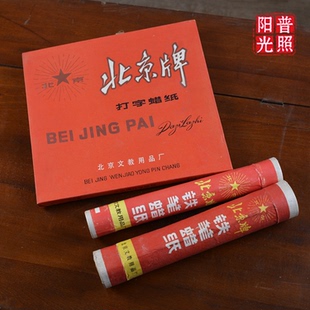 普照
阳光
北京
北京牌
打字蜡纸
BEI JING PAI DaziLazhi
北京文教用品厂
BEI JING WENJIAO YONG PIN CHANG
北京牌
铁笔蜡纸
北京牌
铁笔蜡纸